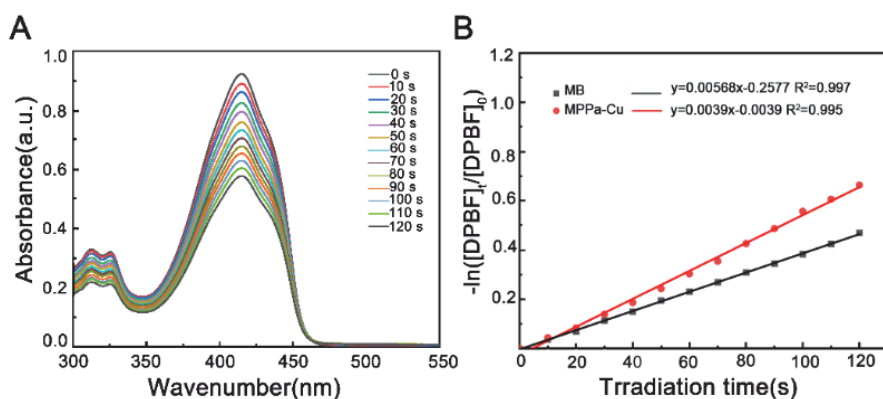 A
Absorbance(a.u.)
1.0
0.8
0.6
0.4
0.2
0.0
300
350
400
450
500
550
Wavenumber(nm)
0 s
10 s
20 s
30 s
40 s
50 s
60 s
70 s
80 s
90 s
100 s
110 s
120 s
B
-ln([DPBF]t/[DPBF]0)
1.2
1.0
0.8
0.6
0.4
0.2
0
20
40
60
80
100
120
Trradiation time(s)
MB y=0.00568x-0.2577 R²=0.997
MPPa-Cu y=0.0039x-0.0039 R²=0.995